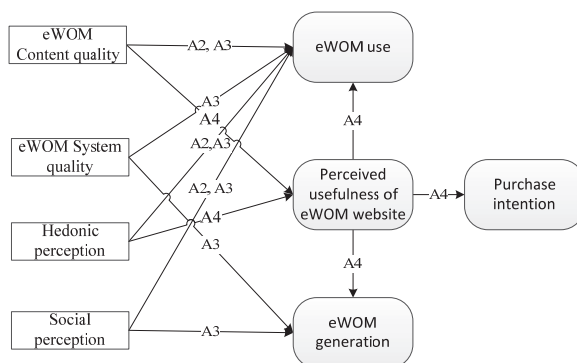 eWOM
Content quality
A2, A3
eWOM use
A3
A4
A4
eWOM System
quality
A2,A3
Perceived
usefulness of
eWOM website
A4
Purchase
intention
A2, A3
Hedonic
perception
A4
A3
A4
Social
perception
A3
eWOM
generation